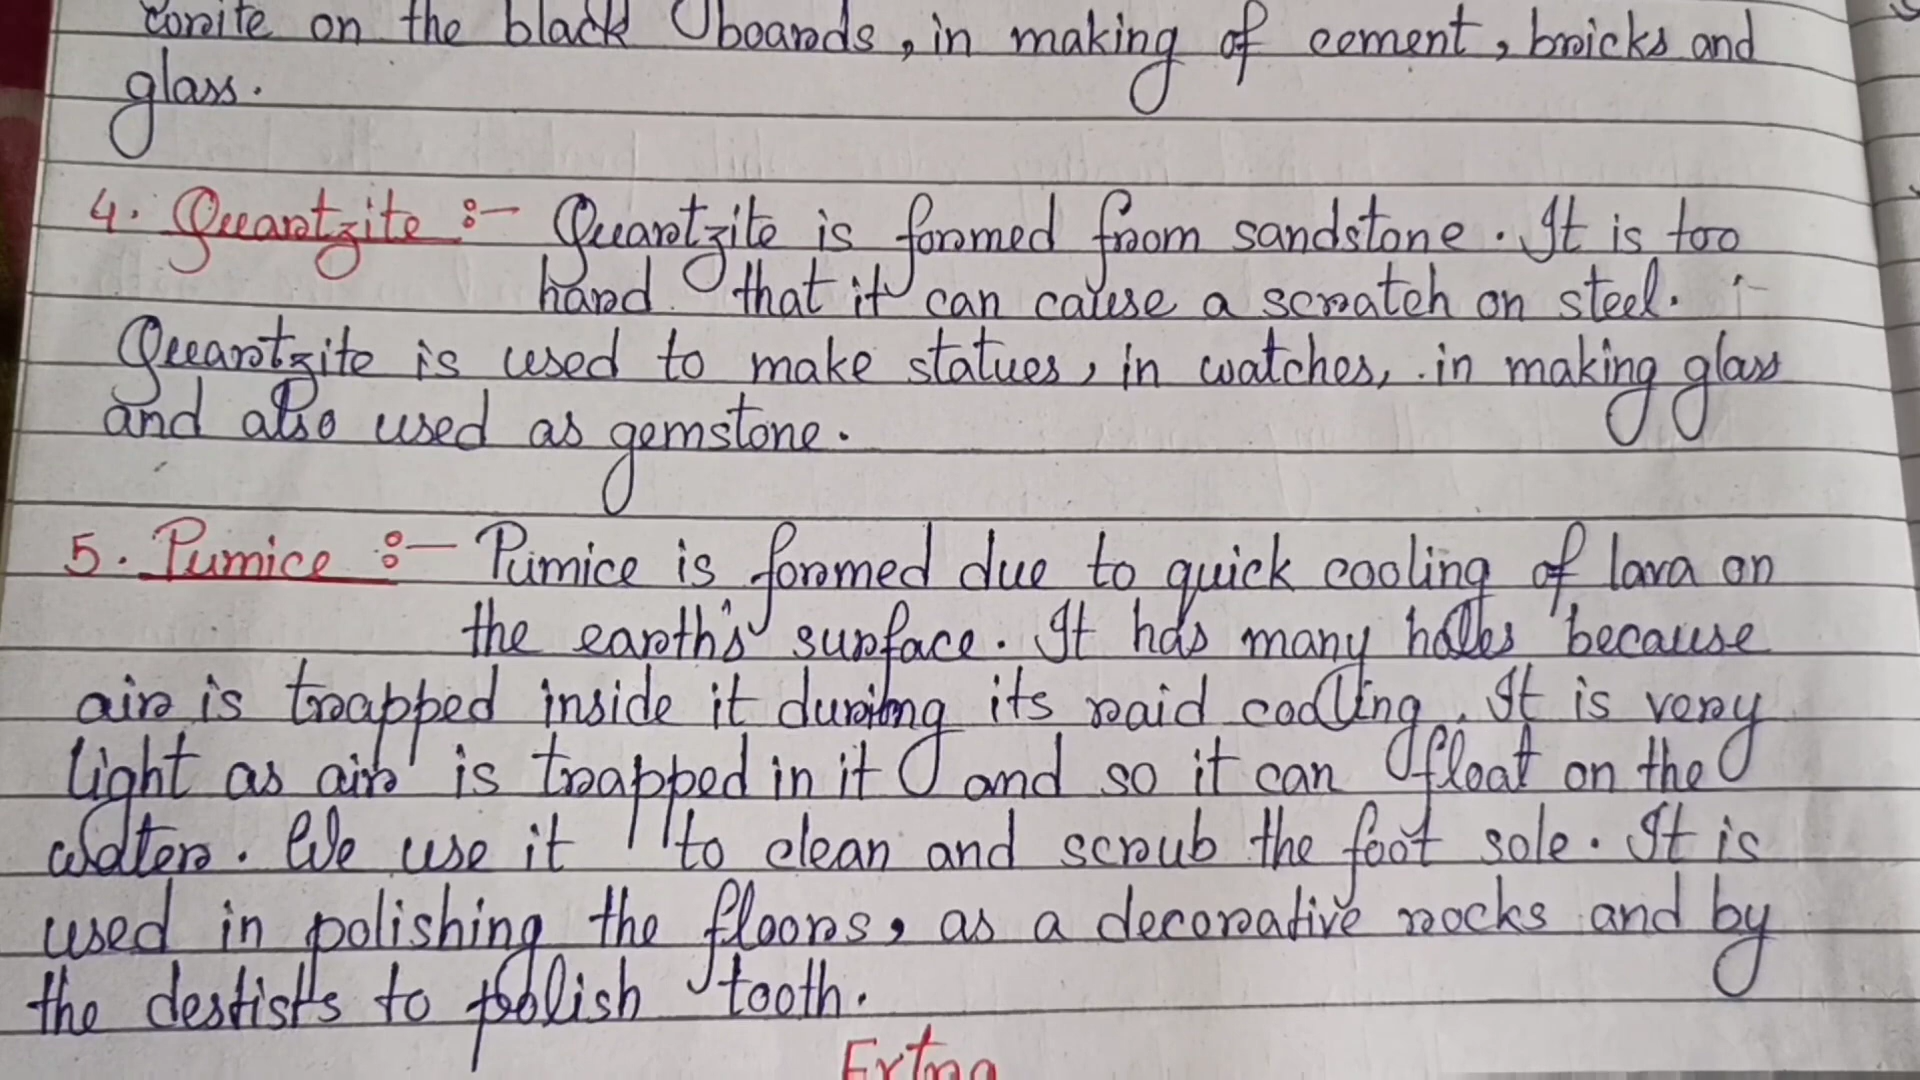 write on the black boards, in making of cement, bricks and
glass.
4. Quartzite :- Quartzite is formed from sandstone. It is too
hard that it can cause a scratch on steel.
Quartzite is used to make statues, in watches, in making glass
and also used as gemstone.
5. Pumice :- Pumice is formed due to quick cooling of lava on
the earth's surface. It has many holes because
air is trapped inside it during its raid cooling. It is very
light as air is trapped in it and so it can float on the
water. We use it to clean and scrub the foot sole. It is
used in polishing the floors, as a decorative rocks and by
the destists to polish tooth.
Extra